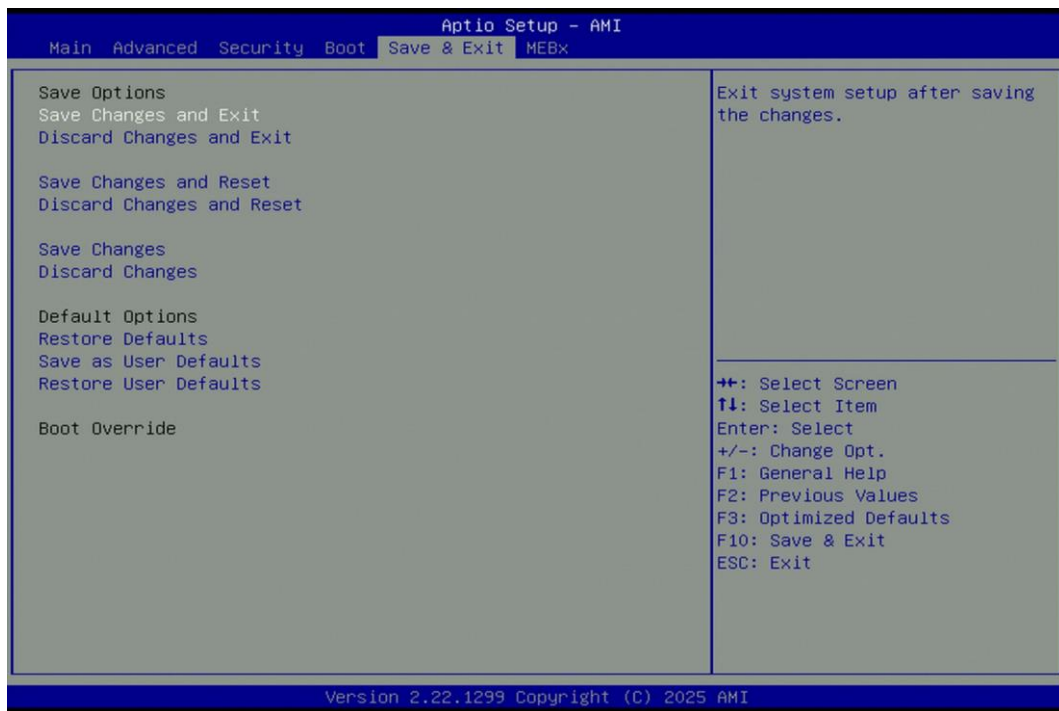 Aptio Setup - AMI
Main Advanced Security Boot Save & Exit MEBx
Save Options
Save Changes and Exit
Discard Changes and Exit
Save Changes and Reset
Discard Changes and Reset
Save Changes
Discard Changes
Default Options
Restore Defaults
Save as User Defaults
Restore User Defaults
Boot Override
Exit system setup after saving
the changes.
→←: Select Screen
↑↓: Select Item
Enter: Select
+/-: Change Opt.
F1: General Help
F2: Previous Values
F3: Optimized Defaults
F10: Save & Exit
ESC: Exit
Version 2.22.1299 Copyright (C) 2025 AMI